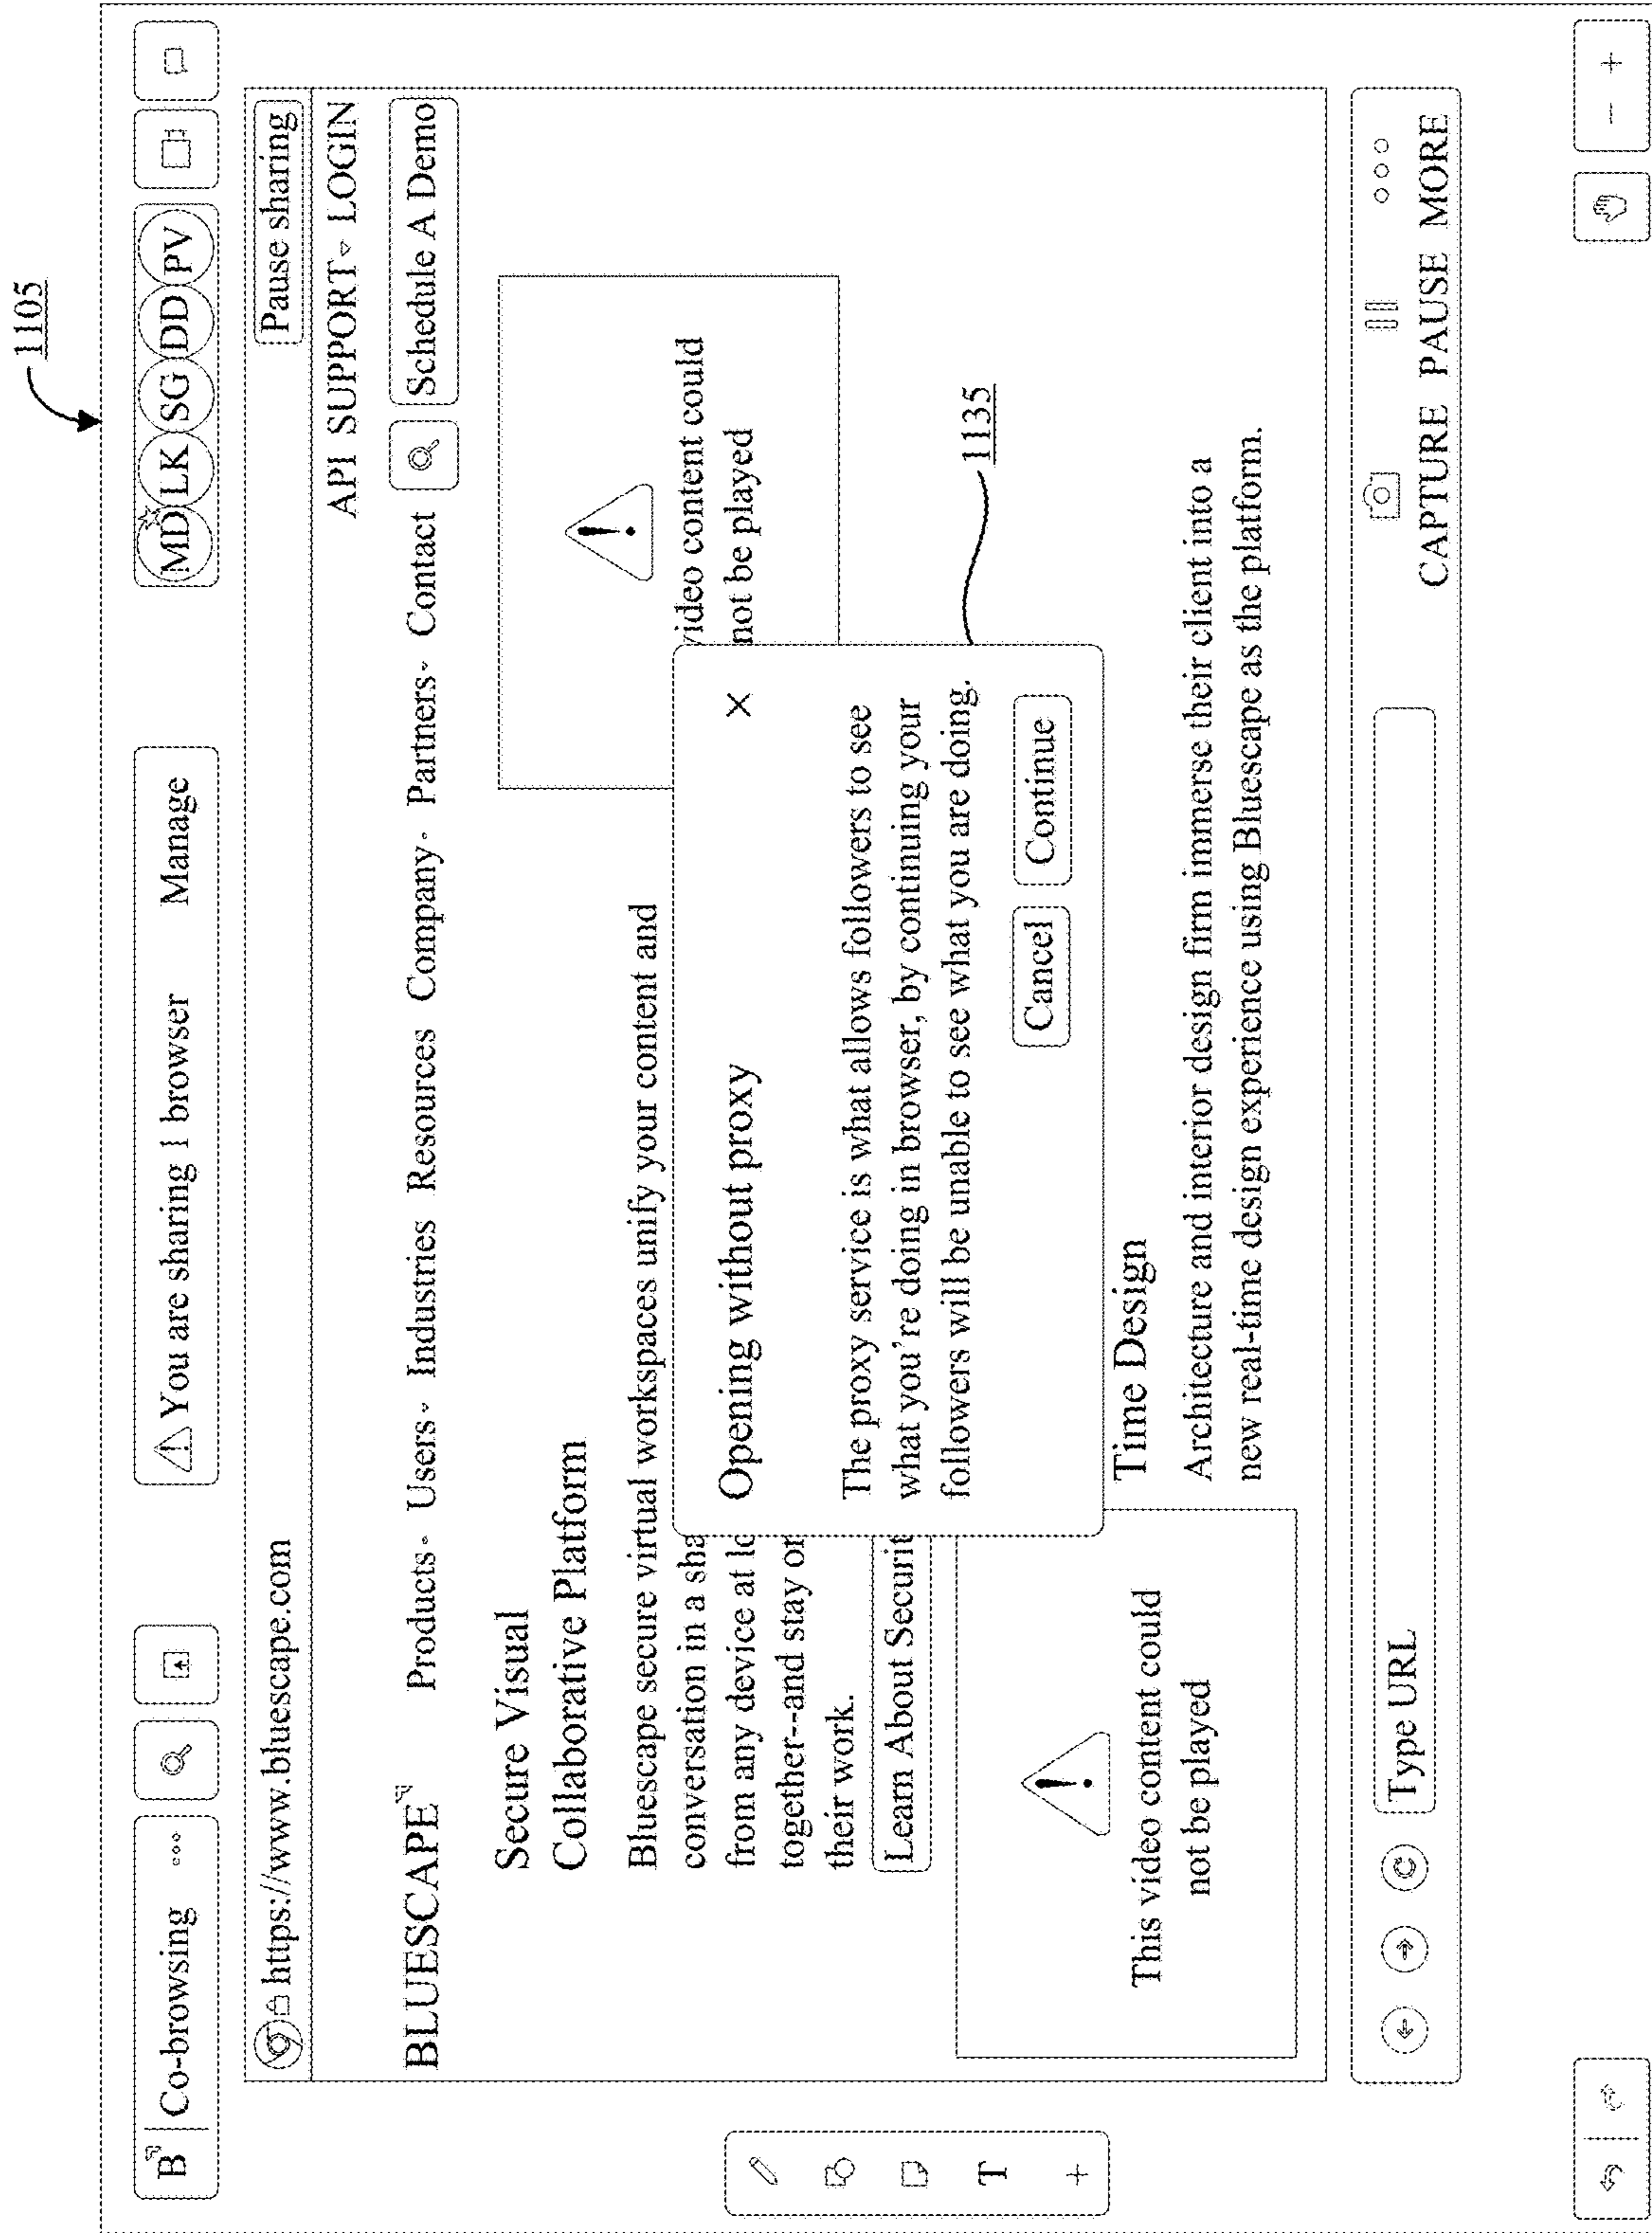 1105
B Co-browsing
You are sharing 1 browser Manage
MD LK SG DD PV
https://www.bluescape.com Pause sharing
API SUPPORT LOGIN
BLUESCAPE Products Users Industries Resources Company Partners Contact Schedule A Demo
Secure Visual
Collaborative Platform
Bluescape secure virtual workspaces unify your content and
conversation in a sha
from any device at lo
together--and stay or
their work.
Learn About Securit
video content could
not be played
Opening without proxy ×
The proxy service is what allows followers to see
what you're doing in browser, by continuing your
followers will be unable to see what you are doing.
Cancel Continue
1135
This video content could
not be played
Time Design
Architecture and interior design firm immerse their client into a
new real-time design experience using Bluescape as the platform.
T
+
Type URL
CAPTURE PAUSE MORE
− +